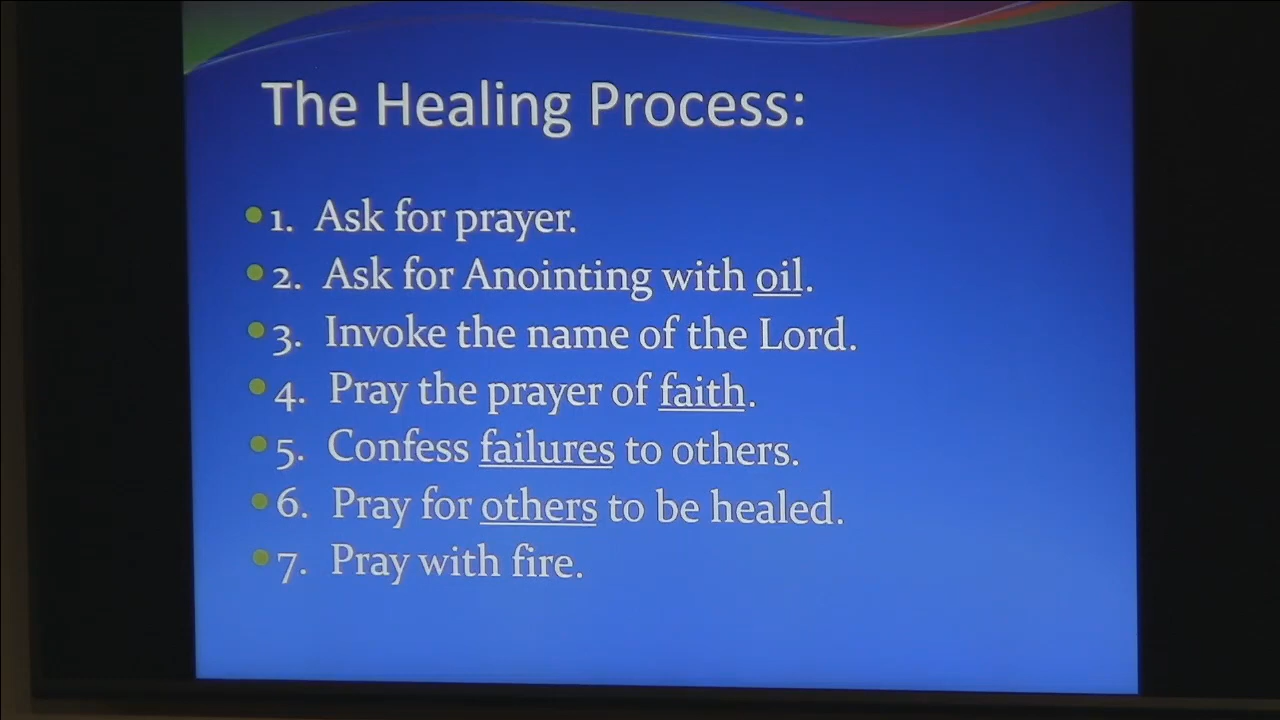 The Healing Process:
1. Ask for prayer.
2. Ask for Anointing with oil.
3. Invoke the name of the Lord.
4. Pray the prayer of faith.
5. Confess failures to others.
6. Pray for others to be healed.
7. Pray with fire.